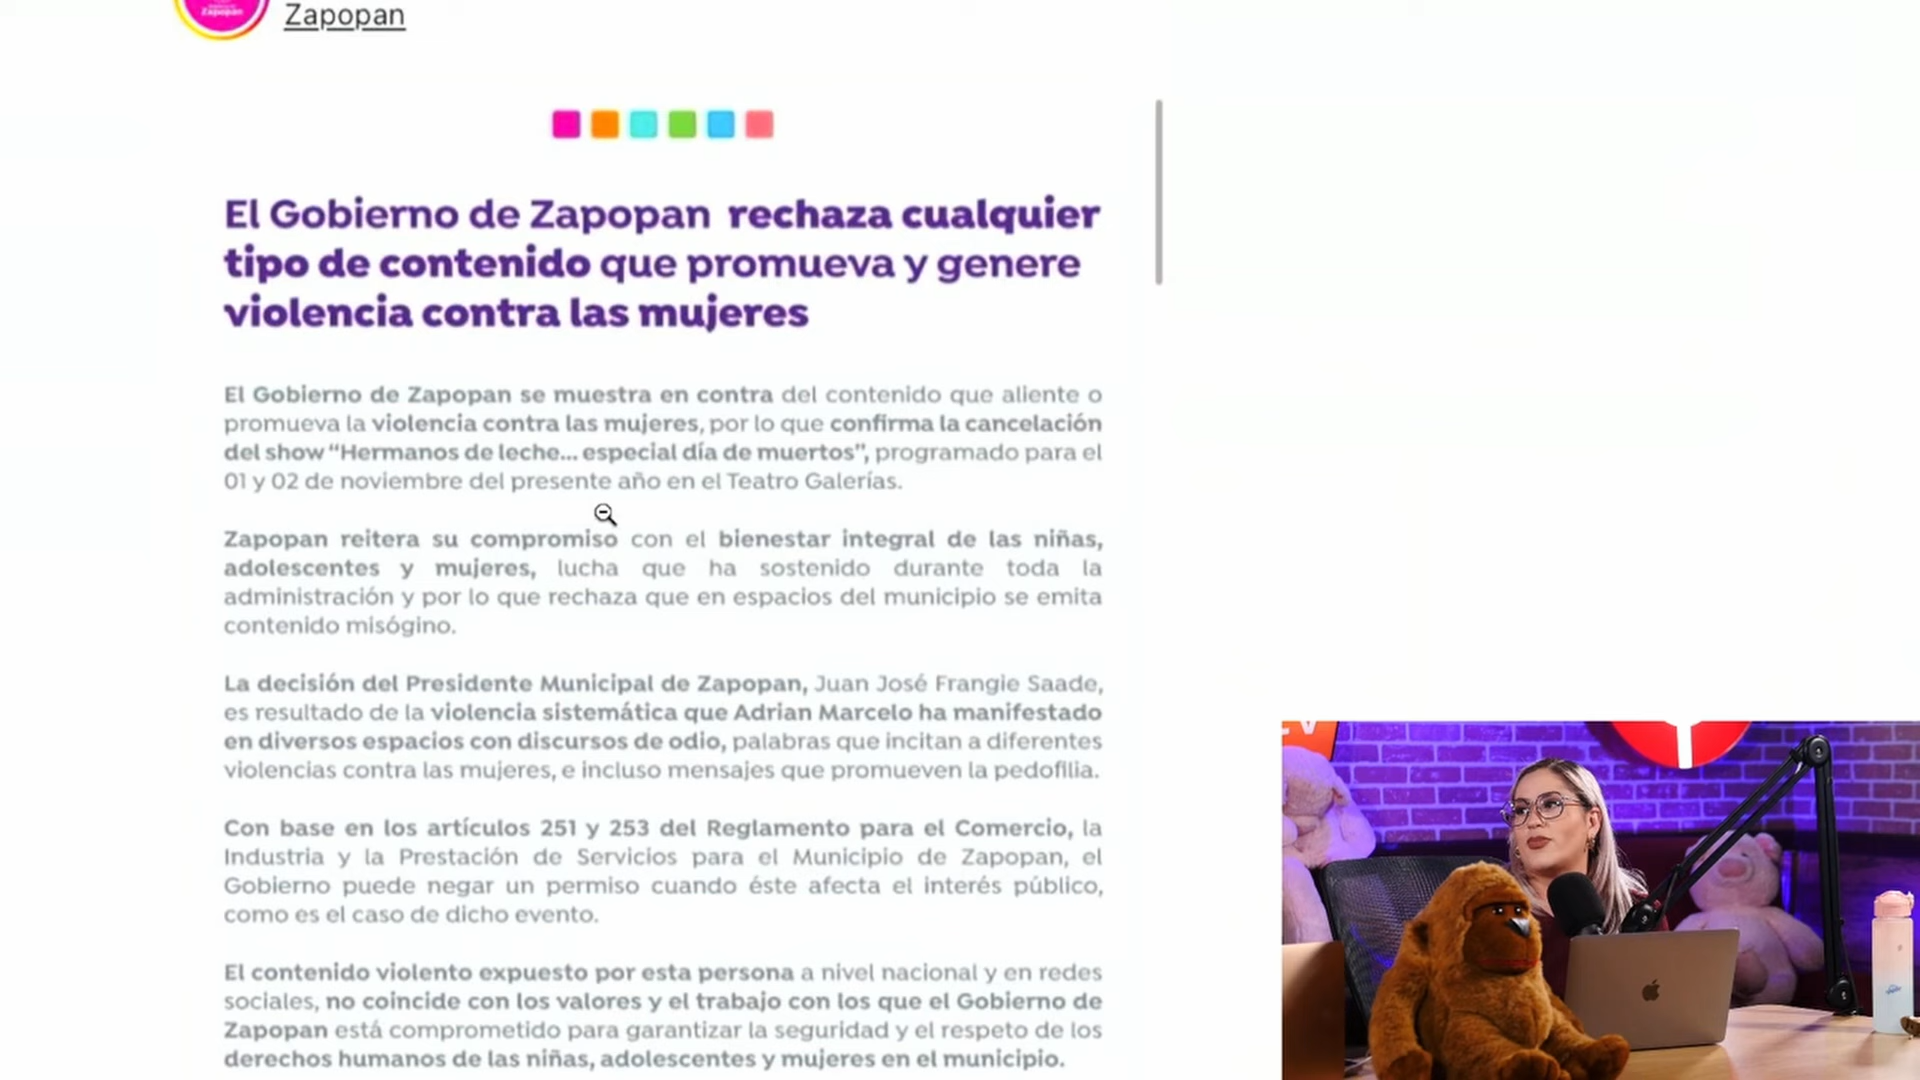 Zapopan
Zapopan
El Gobierno de Zapopan rechaza cualquier
tipo de contenido que promueva y genere
violencia contra las mujeres
El Gobierno de Zapopan se muestra en contra del contenido que aliente o
promueva la violencia contra las mujeres, por lo que confirma la cancelación
del show “Hermanos de leche... especial día de muertos”, programado para el
01 y 02 de noviembre del presente año en el Teatro Galerías.
Zapopan reitera su compromiso con el bienestar integral de las niñas,
adolescentes y mujeres, lucha que ha sostenido durante toda la
administración y por lo que rechaza que en espacios del municipio se emita
contenido misógino.
La decisión del Presidente Municipal de Zapopan, Juan José Frangie Saade,
es resultado de la violencia sistemática que Adrian Marcelo ha manifestado
en diversos espacios con discursos de odio, palabras que incitan a diferentes
violencias contra las mujeres, e incluso mensajes que promueven la pedofilia.
Con base en los artículos 251 y 253 del Reglamento para el Comercio, la
Industria y la Prestación de Servicios para el Municipio de Zapopan, el
Gobierno puede negar un permiso cuando éste afecta el interés público,
como es el caso de dicho evento.
El contenido violento expuesto por esta persona a nivel nacional y en redes
sociales, no coincide con los valores y el trabajo con los que el Gobierno de
Zapopan está comprometido para garantizar la seguridad y el respeto de los
derechos humanos de las niñas, adolescentes y mujeres en el municipio.